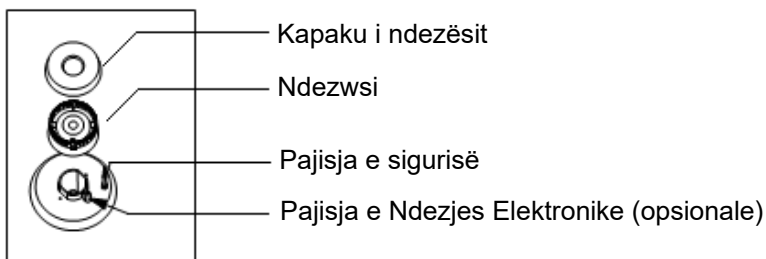 Kapaku i ndezësit
Ndezwsi
Pajisja e sigurisë
Pajisja e Ndezjes Elektronike (opsionale)